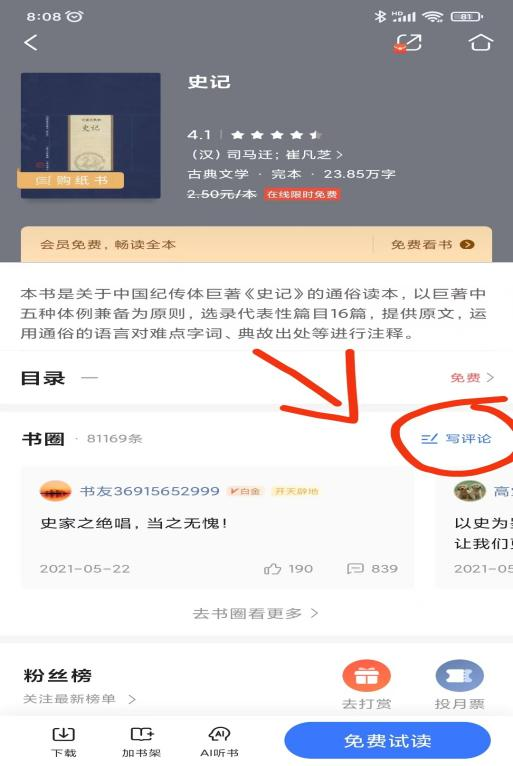 8:08
HD
81
史记
4.1
(汉)司马迁;崔凡芝>
古典文学 · 完本 · 23.85万字
2.50元/本 在线限时免费
史记
购纸书
会员免费,畅读全本
免费看书
本书是关于中国纪传体巨著《史记》的通俗读本,以巨著中
五种体例兼备为原则,选录代表性篇目16篇,提供原文,运
用通俗的语言对难点字词、典故出处等进行注释。
目录 —
免费 >
书圈 · 81169条
写评论
书友36915652999 白金 开天辟地
史家之绝唱,当之无愧!
2021-05-22
190
839
以史为
让我们
2021-05
去书圈看更多 >
粉丝榜
关注最新榜单 >
去打赏
投月票
下载
加书架
AI
AI听书
免费试读